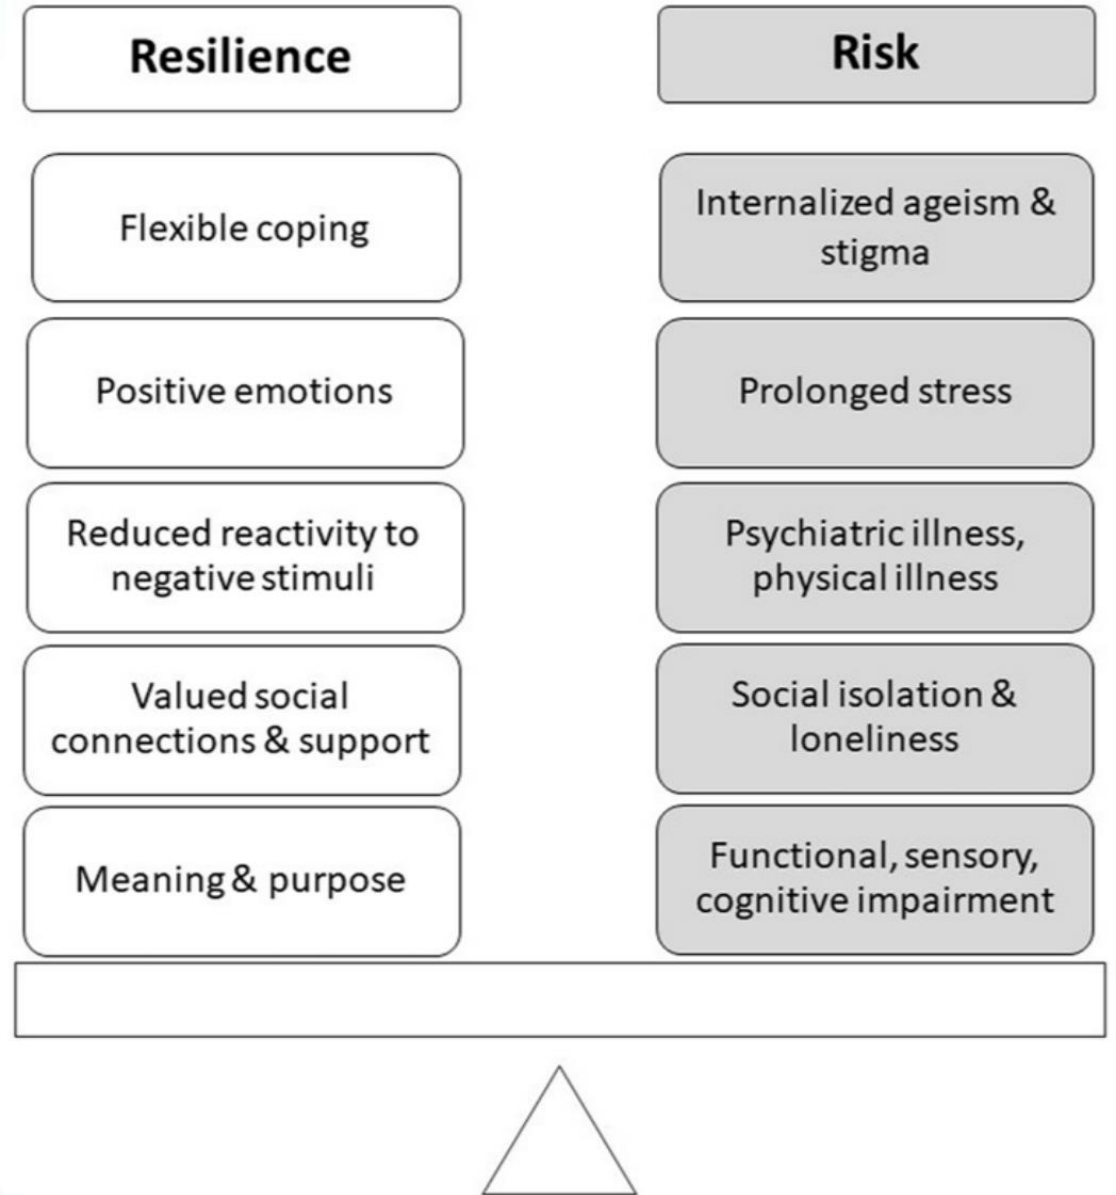 Resilience
Risk
Flexible coping
Internalized ageism &
stigma
Positive emotions
Prolonged stress
Reduced reactivity to
negative stimuli
Psychiatric illness,
physical illness
Valued social
connections & support
Social isolation &
loneliness
Meaning & purpose
Functional, sensory,
cognitive impairment